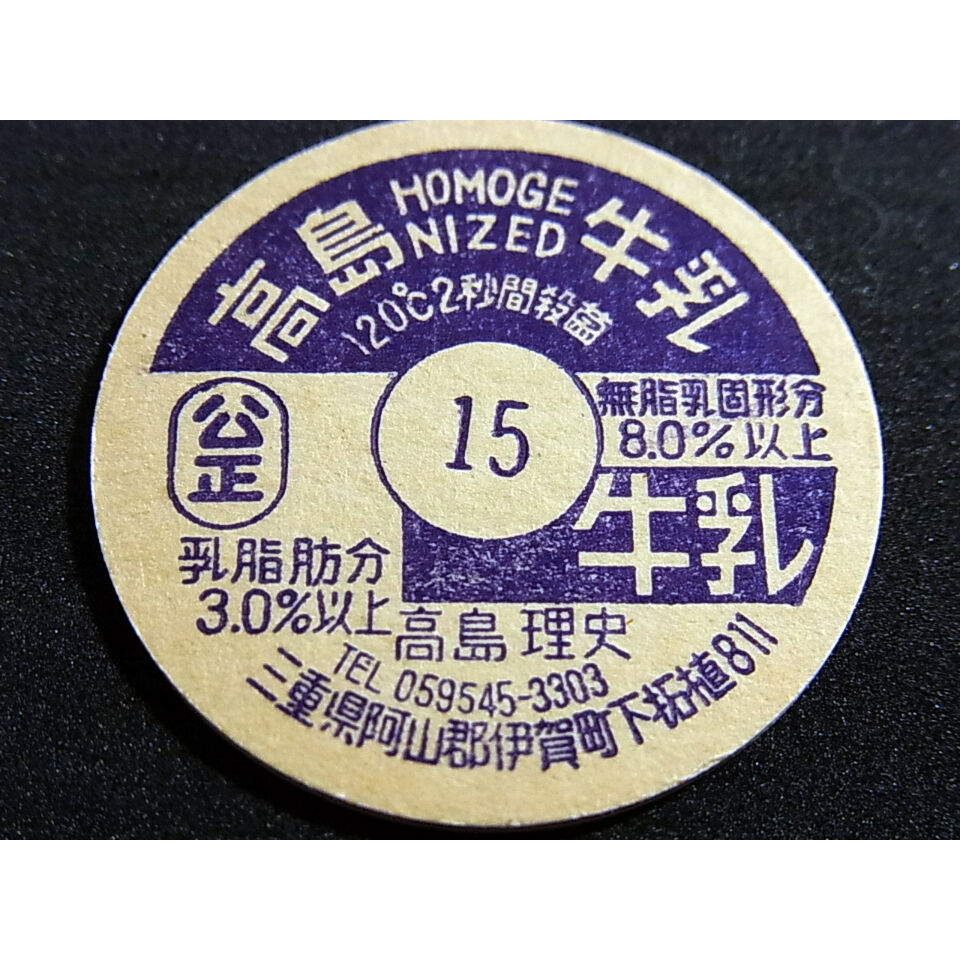 高島 HOMOGE NIZED 牛乳
120℃2秒間殺菌
公正
15
無脂乳固形分
8.0%以上
牛乳
乳脂肪分
3.0%以上
高島理史
TEL 059545-3303
三重県阿山郡伊賀町下拓植811